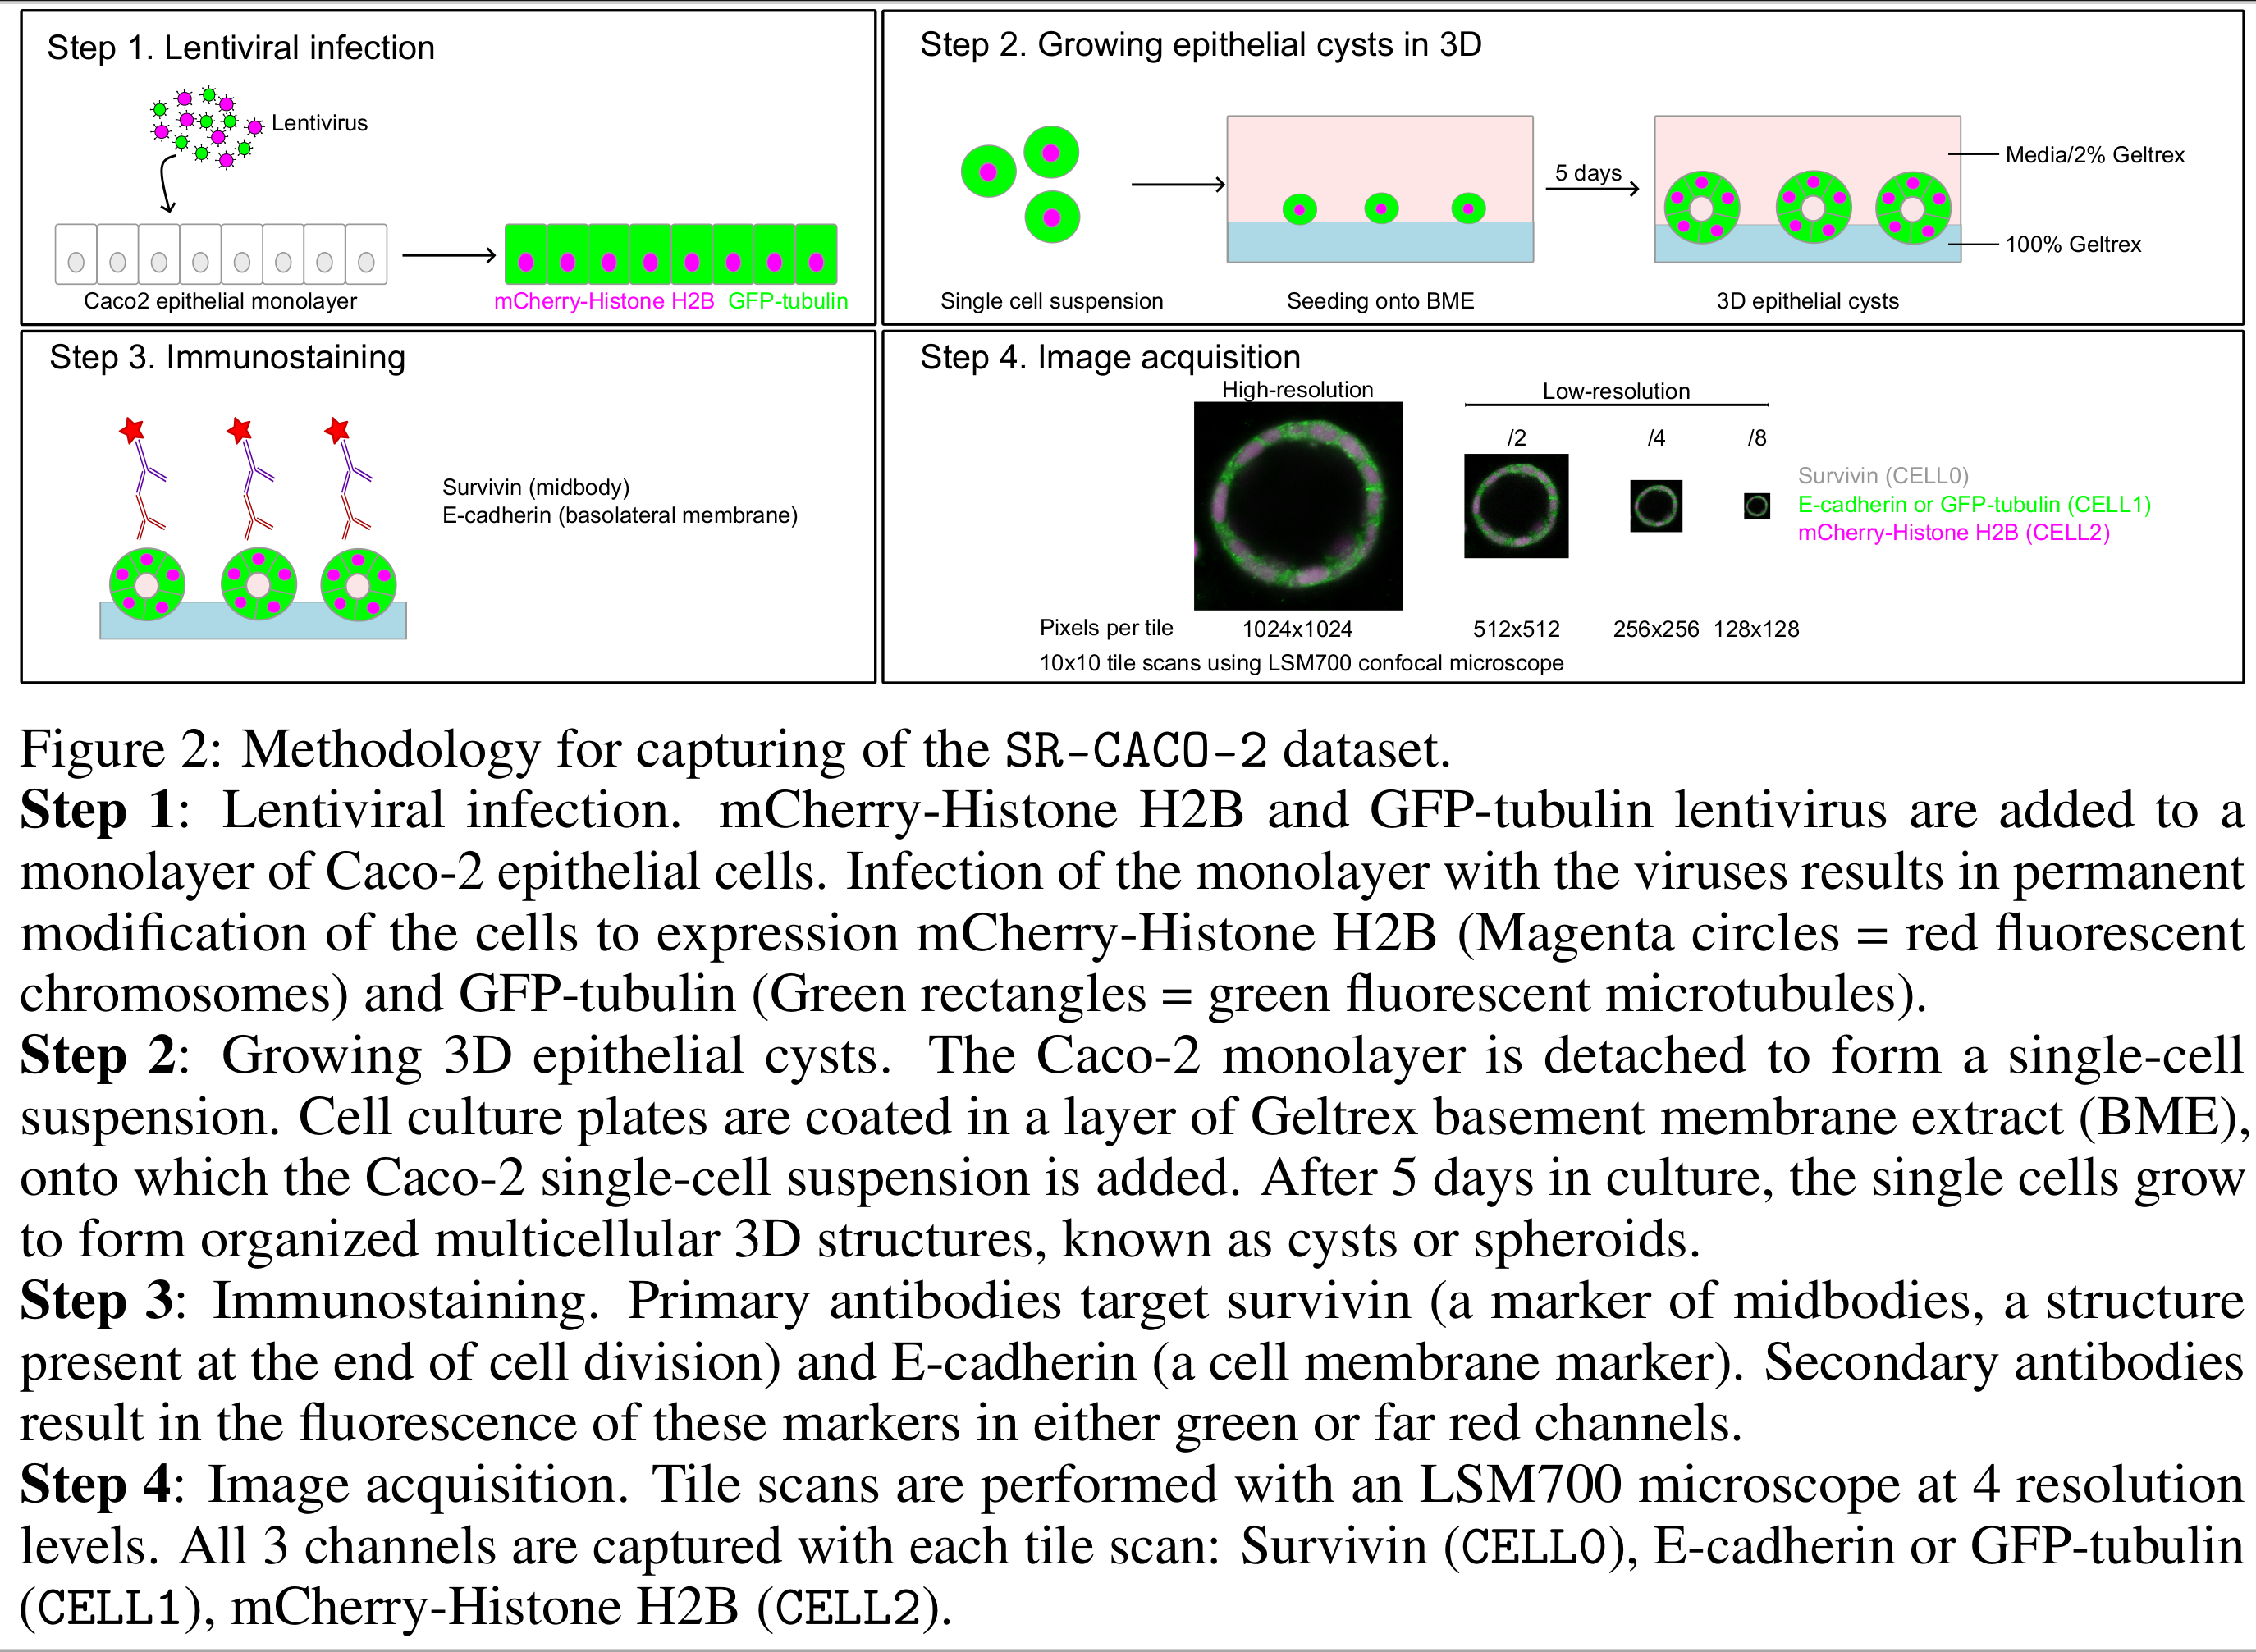 Step 1. Lentiviral infection
Lentivirus
Caco2 epithelial monolayer
mCherry-Histone H2B GFP-tubulin
Step 2. Growing epithelial cysts in 3D
5 days
Media/2% Geltrex
100% Geltrex
Single cell suspension
Seeding onto BME
3D epithelial cysts
Step 3. Immunostaining
Survivin (midbody)
E-cadherin (basolateral membrane)
Step 4. Image acquisition
High-resolution
Low-resolution
/2 /4 /8
Survivin (CELL0)
E-cadherin or GFP-tubulin (CELL1)
mCherry-Histone H2B (CELL2)
Pixels per tile 1024x1024 512x512 256x256 128x128
10x10 tile scans using LSM700 confocal microscope
Figure 2: Methodology for capturing of the SR-CACO-2 dataset.
Step 1: Lentiviral infection. mCherry-Histone H2B and GFP-tubulin lentivirus are added to a
monolayer of Caco-2 epithelial cells. Infection of the monolayer with the viruses results in permanent
modification of the cells to expression mCherry-Histone H2B (Magenta circles = red fluorescent
chromosomes) and GFP-tubulin (Green rectangles = green fluorescent microtubules).
Step 2: Growing 3D epithelial cysts. The Caco-2 monolayer is detached to form a single-cell
suspension. Cell culture plates are coated in a layer of Geltrex basement membrane extract (BME),
onto which the Caco-2 single-cell suspension is added. After 5 days in culture, the single cells grow
to form organized multicellular 3D structures, known as cysts or spheroids.
Step 3: Immunostaining. Primary antibodies target survivin (a marker of midbodies, a structure
present at the end of cell division) and E-cadherin (a cell membrane marker). Secondary antibodies
result in the fluorescence of these markers in either green or far red channels.
Step 4: Image acquisition. Tile scans are performed with an LSM700 microscope at 4 resolution
levels. All 3 channels are captured with each tile scan: Survivin (CELL0), E-cadherin or GFP-tubulin
(CELL1), mCherry-Histone H2B (CELL2).